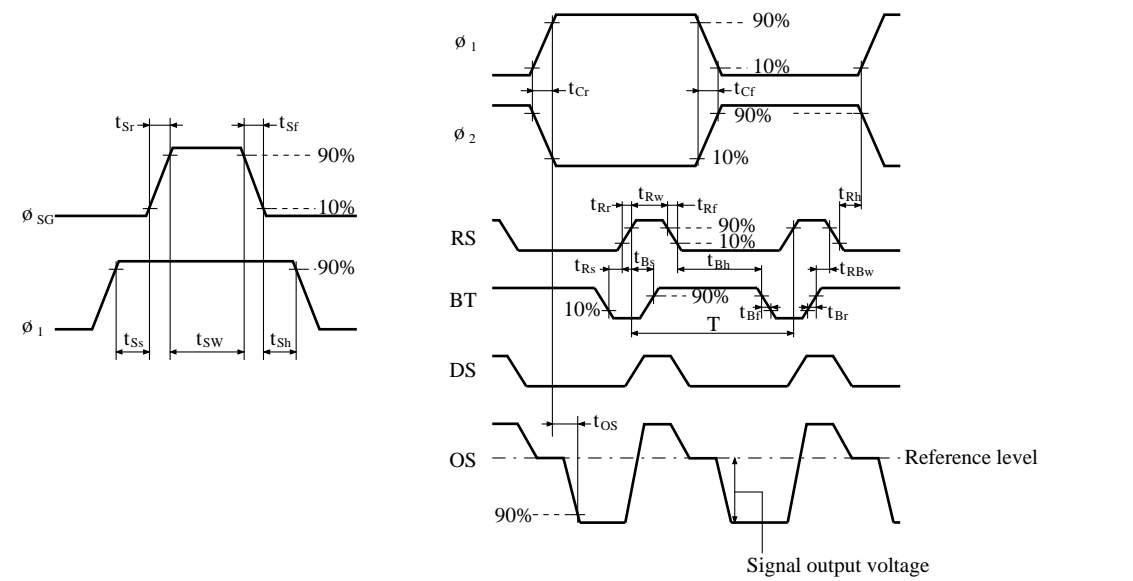 ø 1
90%
10%
tCr
tCf
ø 2
90%
10%
tSr
tSf
90%
ø SG
10%
90%
ø 1
tSs
tSW
tSh
tRr
tRw
tRf
tRh
RS
90%
10%
tRs
tBs
tBh
tRBw
BT
10%
90%
tBf
tBr
T
DS
tOS
OS
Reference level
90%
Signal output voltage